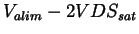 V_{alim} − 2VDS_{sat}